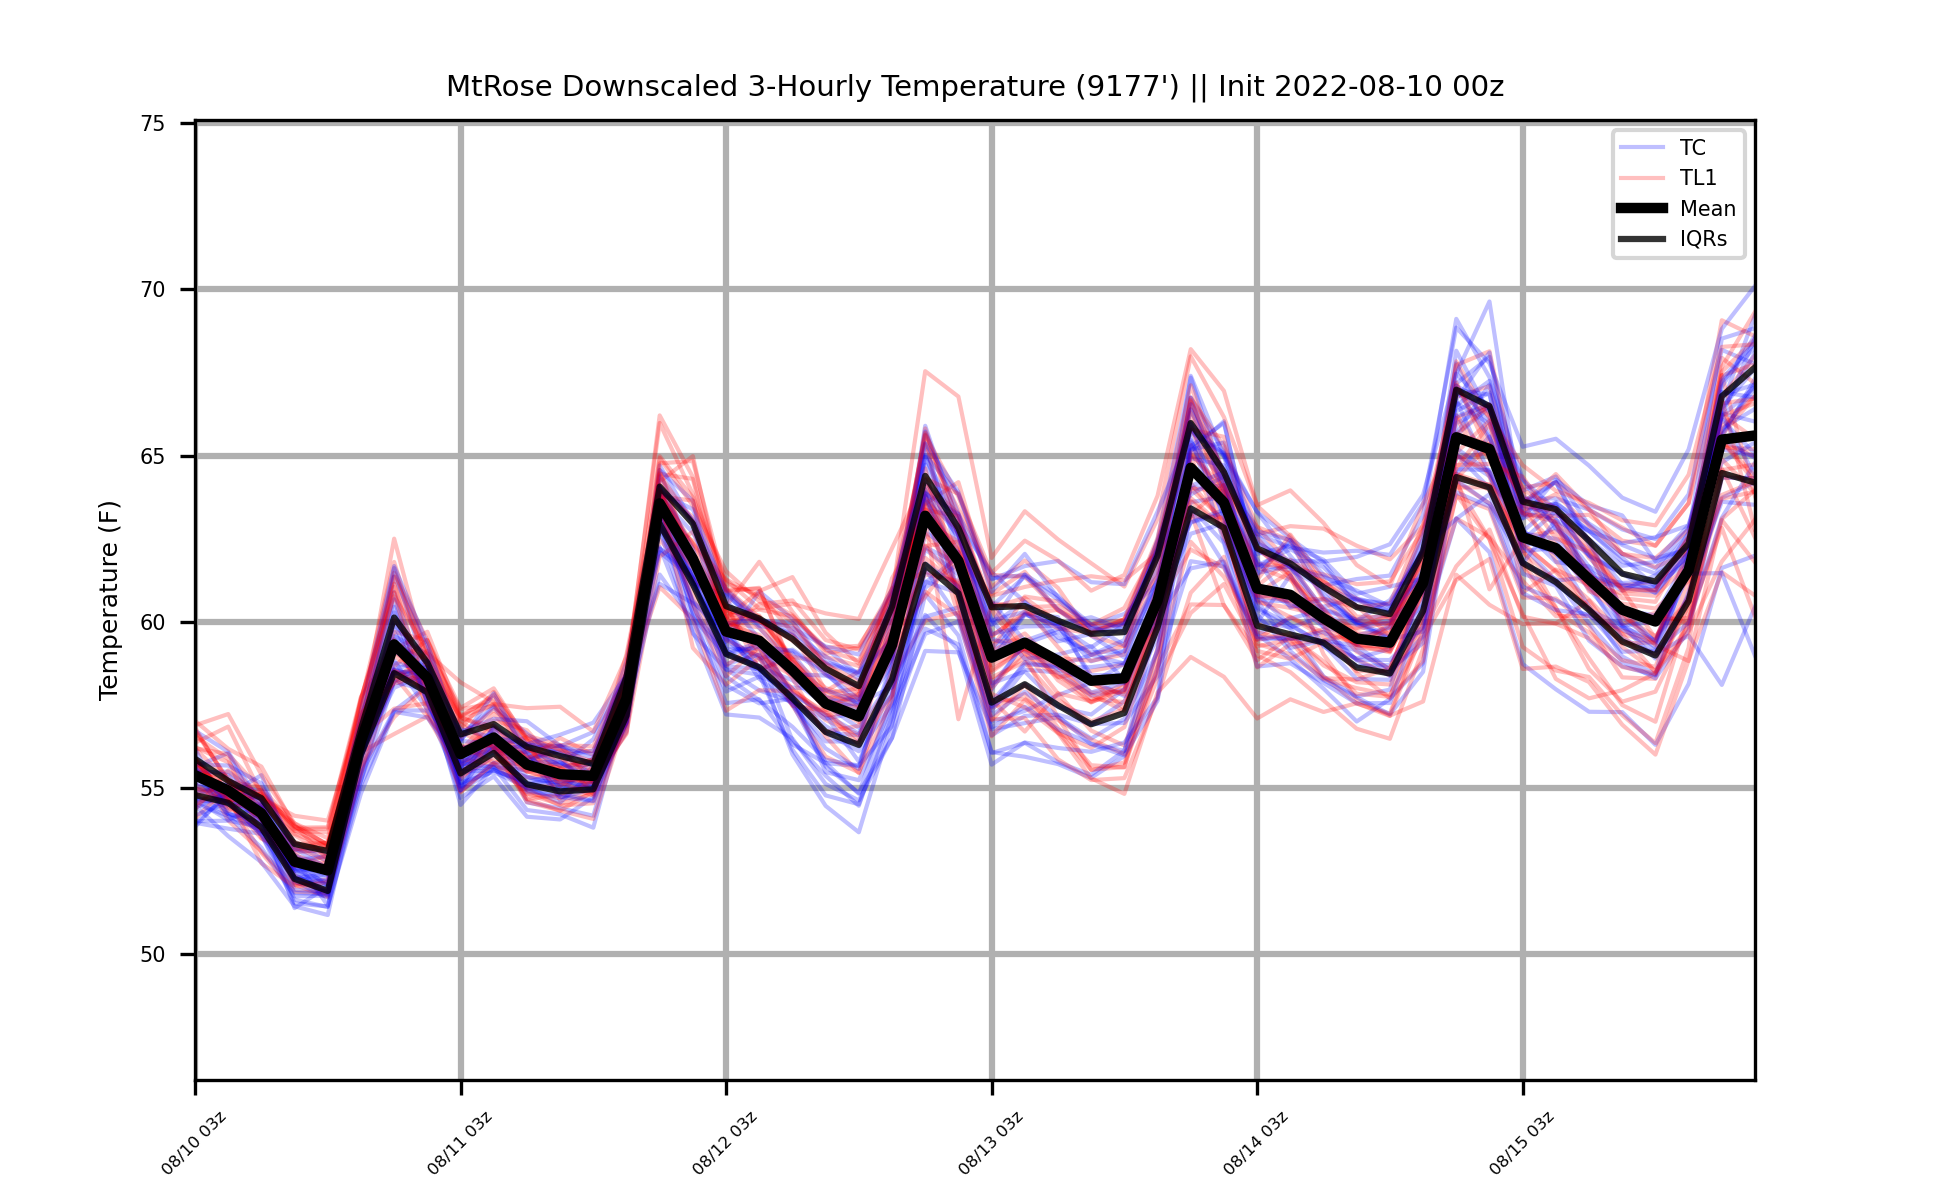 MtRose Downscaled 3-Hourly Temperature (9177') || Init 2022-08-10 00z
75
70
65
60
55
50
Temperature (F)
TC
TL1
Mean
IQRs
08/10 03z
08/11 03z
08/12 03z
08/13 03z
08/14 03z
08/15 03z